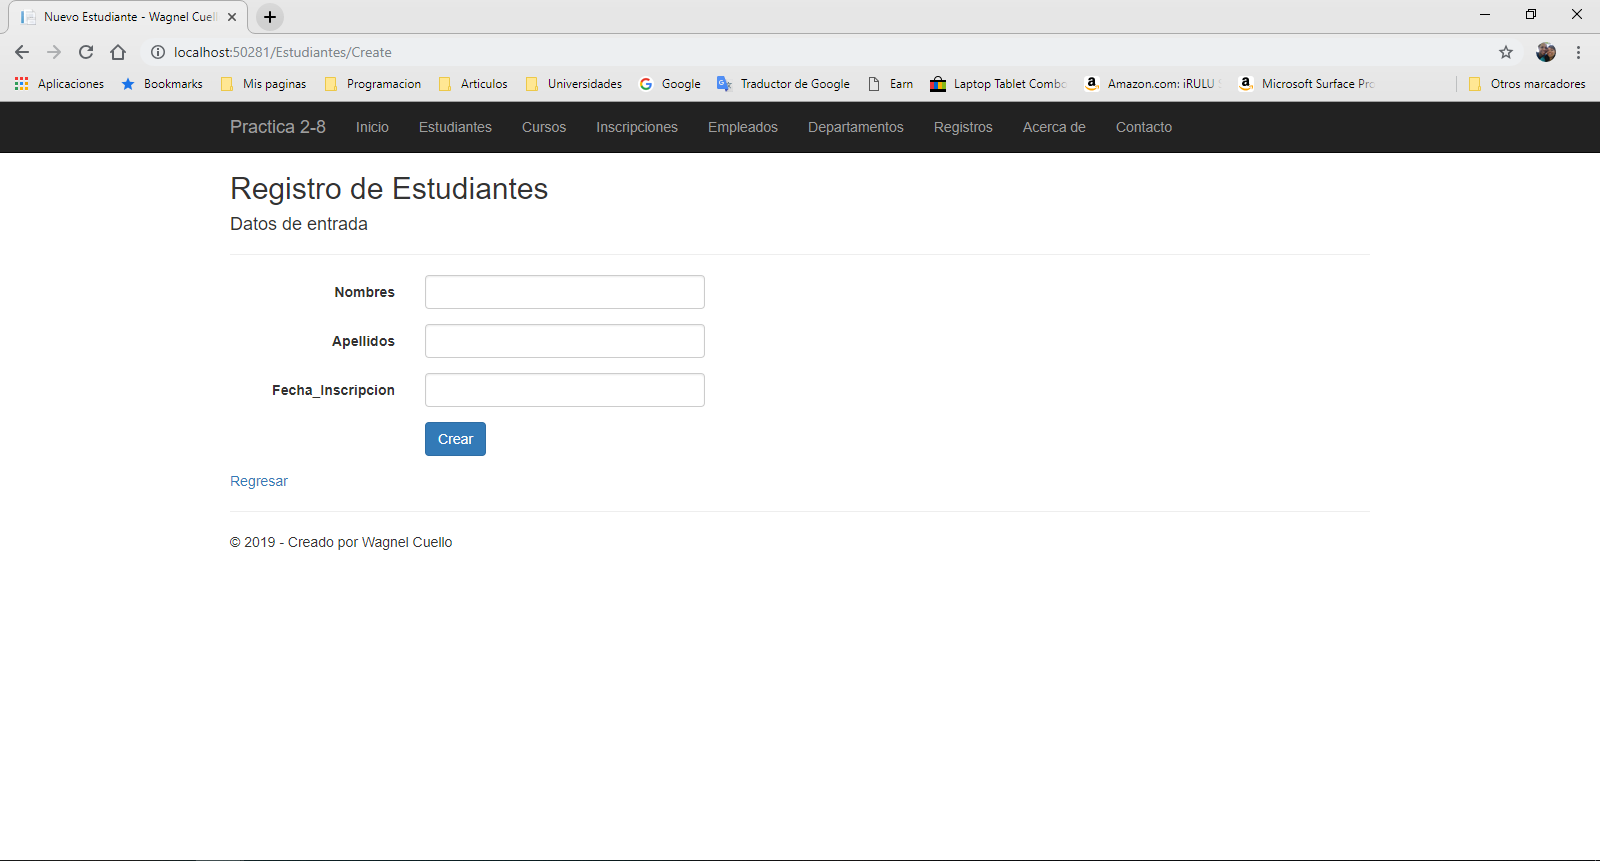 Nuevo Estudiante - Wagnel Cuell
localhost:50281/Estudiantes/Create
Aplicaciones Bookmarks Mis paginas Programacion Articulos Universidades Google Traductor de Google Earn Laptop Tablet Combo Amazon.com: iRULU Microsoft Surface Pro Otros marcadores
Practica 2-8 Inicio Estudiantes Cursos Inscripciones Empleados Departamentos Registros Acerca de Contacto
Registro de Estudiantes
Datos de entrada
Nombres
Apellidos
Fecha_Inscripcion
Crear
Regresar
© 2019 - Creado por Wagnel Cuello